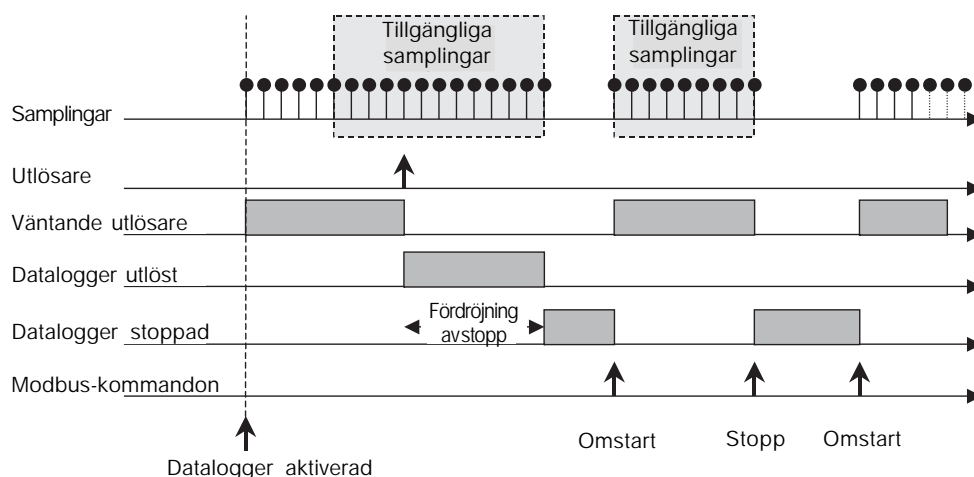 Tillgängliga
samplingar
Tillgängliga
samplingar
Samplingar
Utlösare
Väntande utlösare
Datalogger utlöst
Fördröjning
avstopp
Datalogger stoppad
Modbus-kommandon
Omstart
Stopp
Omstart
Datalogger aktiverad